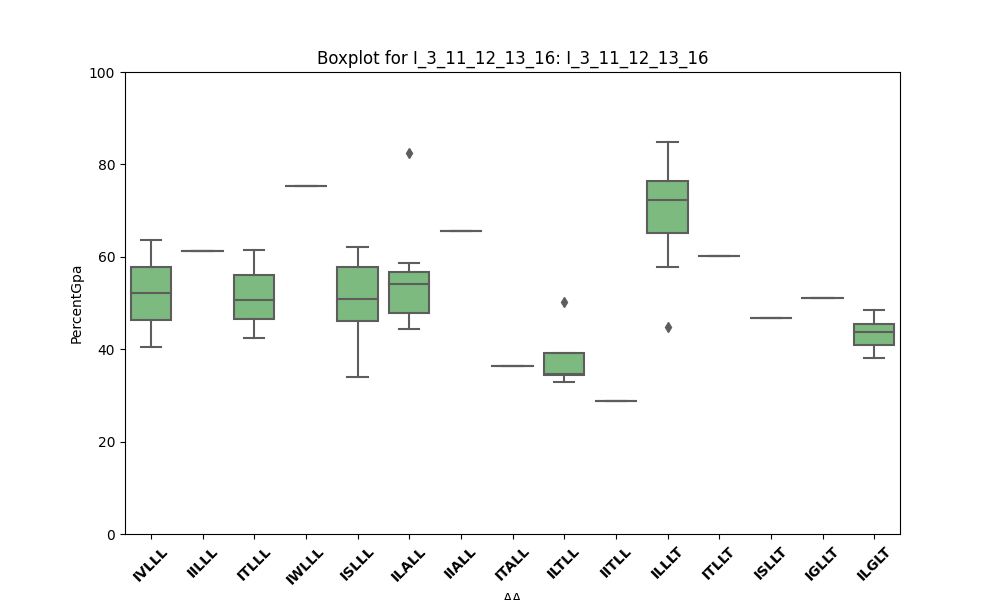 Boxplot for I_3_11_12_13_16: I_3_11_12_13_16
100
80
60
40
20
0
PercentGpa
IVLLL IILLL ITLLL IWLLL ISLLL ILALL IIALL ITALL ILTLL IITLL ILLLT ITLLT ISLLT IGLLT ILGLT
AA